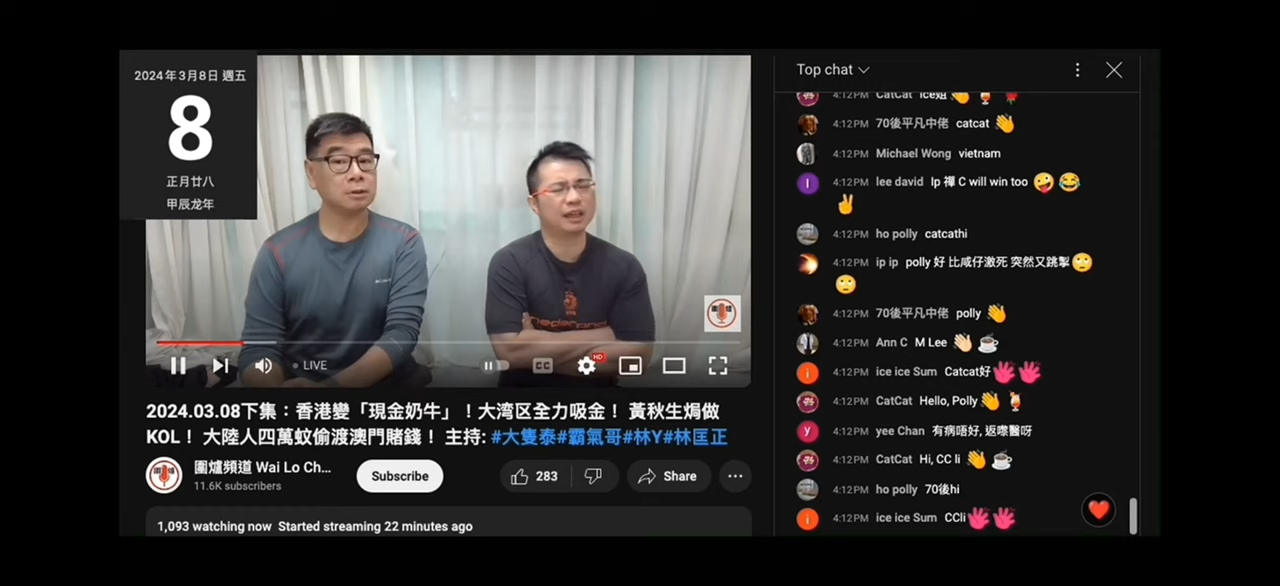 2024年3月8日 週五
8
正月廿八
甲辰龙年
COLUMBIA
nederland
LIVE
CC
HD
2024.03.08下集：香港變「現金奶牛」！大湾区全力吸金！ 黃秋生焗做
KOL！ 大陸人四萬蚊偷渡澳門賭錢！ 主持: #大隻泰#霸氣哥#林Y#林匡正
圍爐頻道 Wai Lo Ch...
11.6K subscribers
Subscribe
283
Share
1,093 watching now Started streaming 22 minutes ago
Top chat
4:12PM CatCat Ice姐
4:12PM 70後平凡中佬 catcat
4:12PM Michael Wong vietnam
4:12PM lee david Ip 禪 C will win too
4:12PM ho polly catcathi
4:12PM ip ip polly 好 比咸仔激死 突然又跳掣
4:12PM 70後平凡中佬 polly
4:12PM Ann C M Lee
4:12PM ice ice Sum Catcat好
4:12PM CatCat Hello, Polly
4:12PM yee Chan 有病唔好, 返嚟醫呀
4:12PM CatCat Hi, CC li
4:12PM ho polly 70後hi
4:12PM ice ice Sum CCli